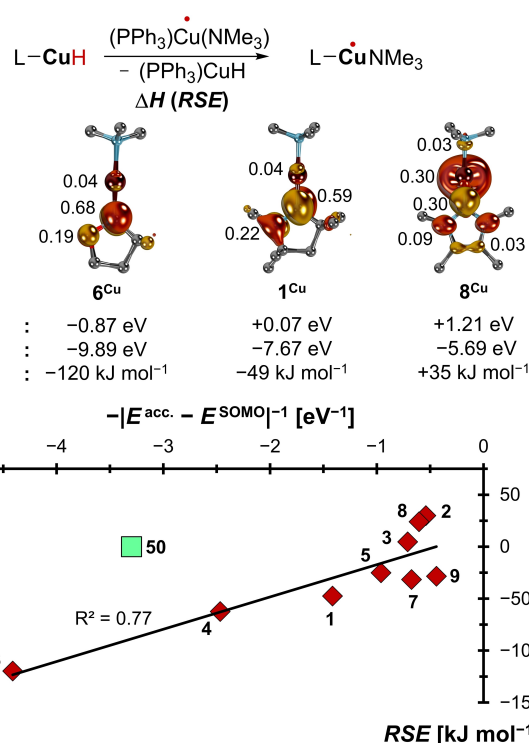 (PPh3)Cu(NMe3)
L–CuH
− (PPh3)CuH
L–CuNMe3
ΔH (RSE)
0.04
0.68
0.19
0.04
0.59
0.22
0.03
0.30
0.30
0.09
0.03
6Cu
1Cu
8Cu
: −0.87 eV +0.07 eV +1.21 eV
: −9.89 eV −7.67 eV −5.69 eV
: −120 kJ mol−1 −49 kJ mol−1 +35 kJ mol−1
−|E acc. − E SOMO|−1 [eV−1]
−4 −3 −2 −1 0
50
8 2
3
50
0
5
9
7
−50
R² = 0.77
4
1
−100
−15
RSE [kJ mol−1